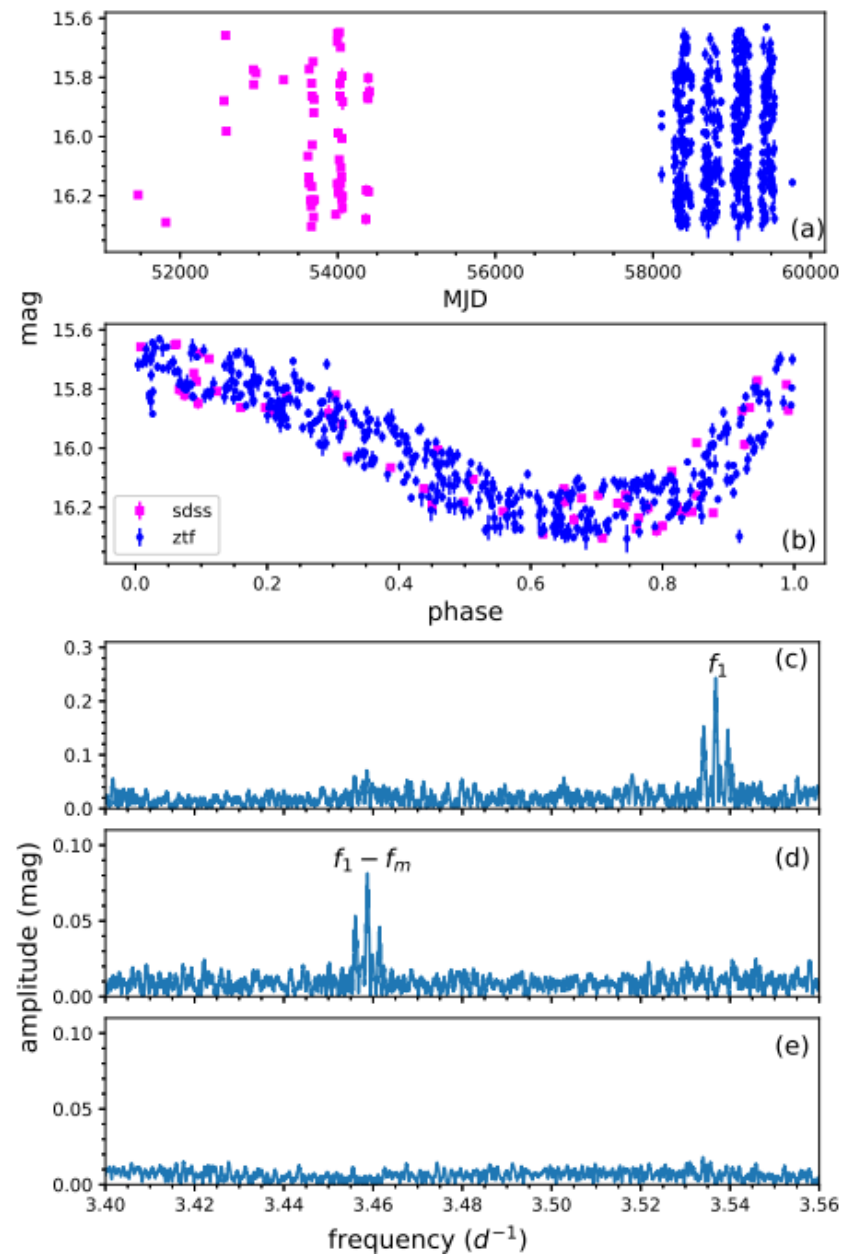 15.6
15.8
16.0
16.2
(a)
52000 54000 56000 58000 60000
MJD
mag
15.6
15.8
16.0
16.2
sdss
ztf
(b)
0.0 0.2 0.4 0.6 0.8 1.0
phase
0.3
0.2
0.1
0.0
f₁
(c)
0.10
0.05
0.00
f₁ − fₘ
(d)
amplitude (mag)
0.10
0.05
0.00
(e)
3.40 3.42 3.44 3.46 3.48 3.50 3.52 3.54 3.56
frequency (d⁻¹)